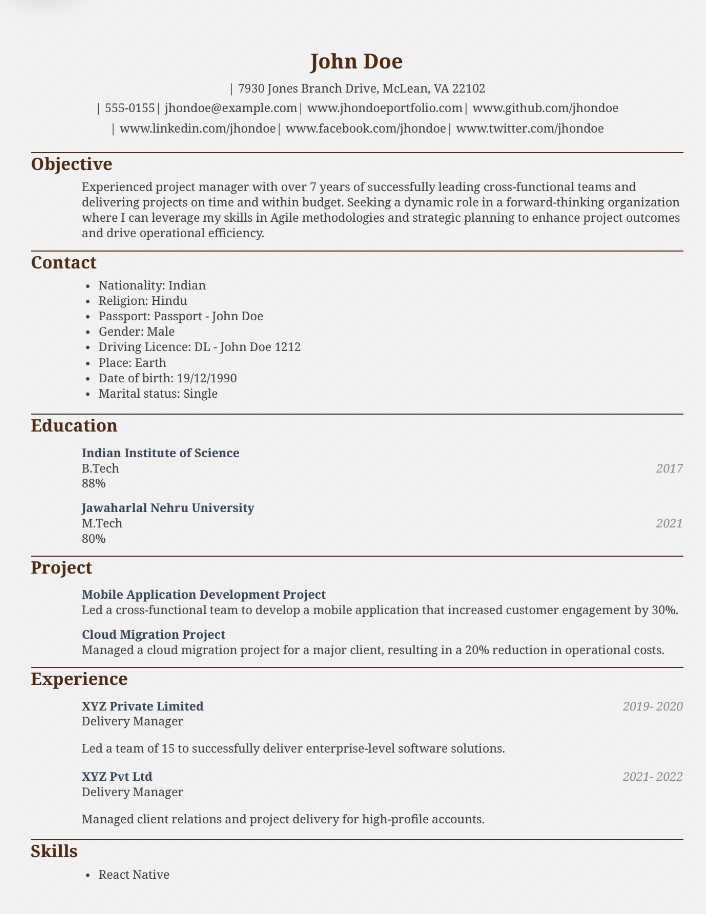 John Doe
| 7930 Jones Branch Drive, McLean, VA 22102
| 555-0155| jhondoe@example.com| www.jhondoeportfolio.com| www.github.com/jhondoe
| www.linkedin.com/jhondoe| www.facebook.com/jhondoe| www.twitter.com/jhondoe
Objective
Experienced project manager with over 7 years of successfully leading cross-functional teams and
delivering projects on time and within budget. Seeking a dynamic role in a forward-thinking organization
where I can leverage my skills in Agile methodologies and strategic planning to enhance project outcomes
and drive operational efficiency.
Contact
• Nationality: Indian
• Religion: Hindu
• Passport: Passport - John Doe
• Gender: Male
• Driving Licence: DL - John Doe 1212
• Place: Earth
• Date of birth: 19/12/1990
• Marital status: Single
Education
Indian Institute of Science
B.Tech 2017
88%
Jawaharlal Nehru University
M.Tech 2021
80%
Project
Mobile Application Development Project
Led a cross-functional team to develop a mobile application that increased customer engagement by 30%.
Cloud Migration Project
Managed a cloud migration project for a major client, resulting in a 20% reduction in operational costs.
Experience
XYZ Private Limited 2019- 2020
Delivery Manager
Led a team of 15 to successfully deliver enterprise-level software solutions.
XYZ Pvt Ltd 2021- 2022
Delivery Manager
Managed client relations and project delivery for high-profile accounts.
Skills
• React Native